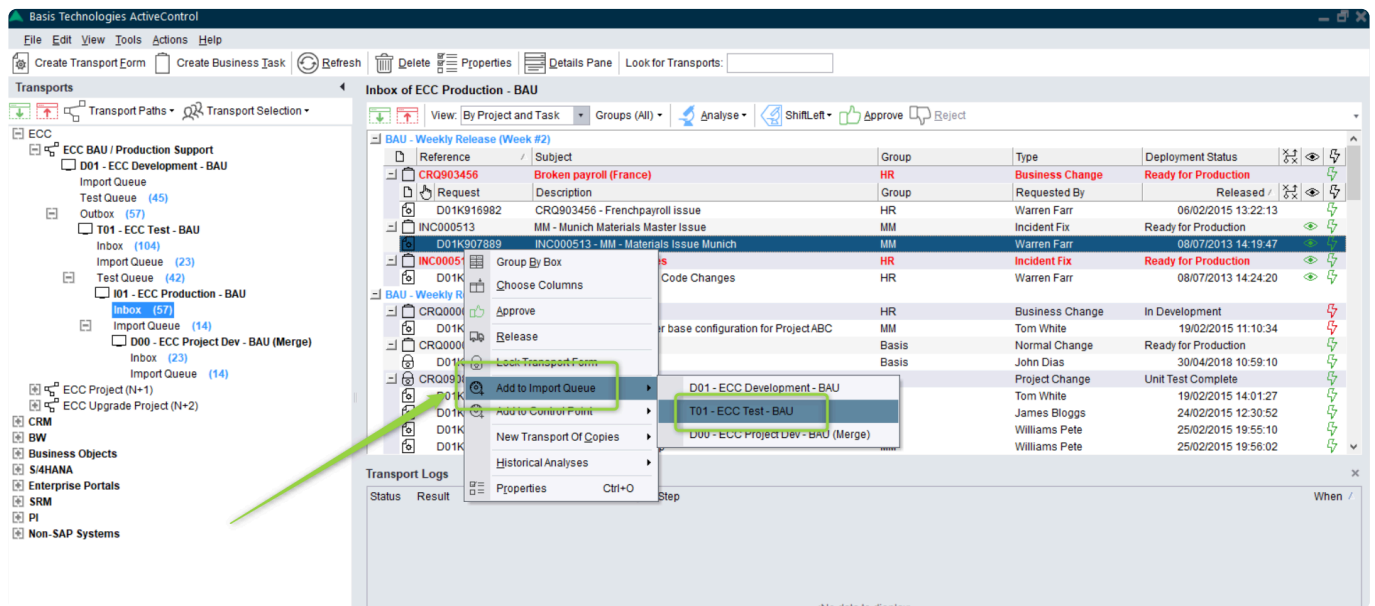 Basis Technologies ActiveControl
File Edit View Tools Actions Help
Create Transport Form Create Business Task Refresh Delete Properties Details Pane Look for Transports:
Transports
Transport Paths Transport Selection
ECC
ECC BAU / Production Support
D01 - ECC Development - BAU
Import Queue
Test Queue (45)
Outbox (57)
T01 - ECC Test - BAU
Inbox (104)
Import Queue (23)
Test Queue (42)
I01 - ECC Production - BAU
Inbox (57)
Import Queue (14)
D00 - ECC Project Dev - BAU (Merge)
Inbox (23)
Import Queue (14)
ECC Project (N+1)
ECC Upgrade Project (N+2)
CRM
BW
Business Objects
S/4HANA
Enterprise Portals
SRM
PI
Non-SAP Systems
Inbox of ECC Production - BAU
View: By Project and Task Groups (All) Analyse ShiftLeft Approve Reject
BAU - Weekly Release (Week #2)
Reference Subject Group Type Deployment Status
CRQ903456 Broken payroll (France) HR Business Change Ready for Production
Request Description Group Requested By Released
D01K916982 CRQ903456 - Frenchpayroll issue HR Warren Farr 06/02/2015 13:22:13
INC000513 MM - Munich Materials Master Issue MM Incident Fix Ready for Production
D01K907889 INC000513 - MM - Materials Issue Munich MM Warren Farr 08/07/2013 14:19:47
INC00051 HR Incident Fix Ready for Production
D01K Code Changes HR Warren Farr 08/07/2013 14:24:20
BAU - Weekly R
CRQ000 HR Business Change In Development
D01K r base configuration for Project ABC MM Tom White 19/02/2015 11:10:34
CRQ000 Basis Normal Change Ready for Production
D01K Basis John Dias 30/04/2018 10:59:10
CRQ090 Project Change Unit Test Complete
D01K Tom White 19/02/2015 14:01:27
D01K James Bloggs 24/02/2015 12:30:52
D01K Williams Pete 25/02/2015 19:55:10
D01K Williams Pete 25/02/2015 19:56:02
Group By Box
Choose Columns
Approve
Release
Lock Transport Form
Add to Import Queue
Add to Control Point
New Transport Of Copies
Historical Analyses
Properties Ctrl+O
D01 - ECC Development - BAU
T01 - ECC Test - BAU
D00 - ECC Project Dev - BAU (Merge)
Transport Logs
Status Result Step When